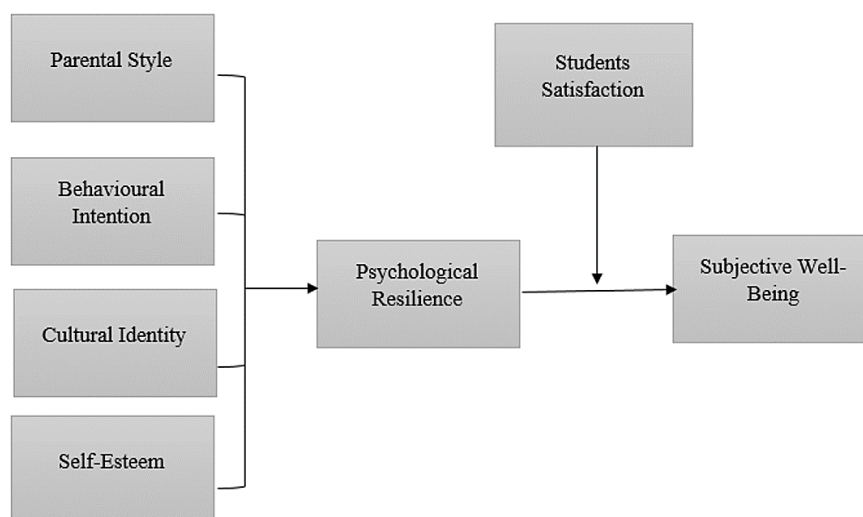 Parental Style
Students
Satisfaction
Behavioural
Intention
Psychological
Resilience
Subjective Well-
Being
Cultural Identity
Self-Esteem